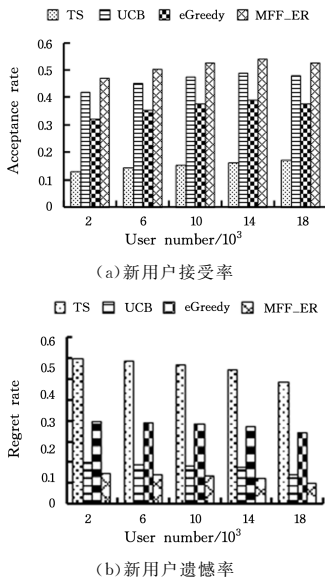 TS UCB eGreedy MFF_ER
0.6
0.5
0.4
0.3
0.2
0.1
0
Acceptance rate
2 6 10 14 18
User number/10³
(a)新用户接受率
TS UCB eGreedy MFF_ER
0.6
0.5
0.4
0.3
0.2
0.1
0
Regret rate
2 6 10 14 18
User number/10³
(b)新用户遗憾率